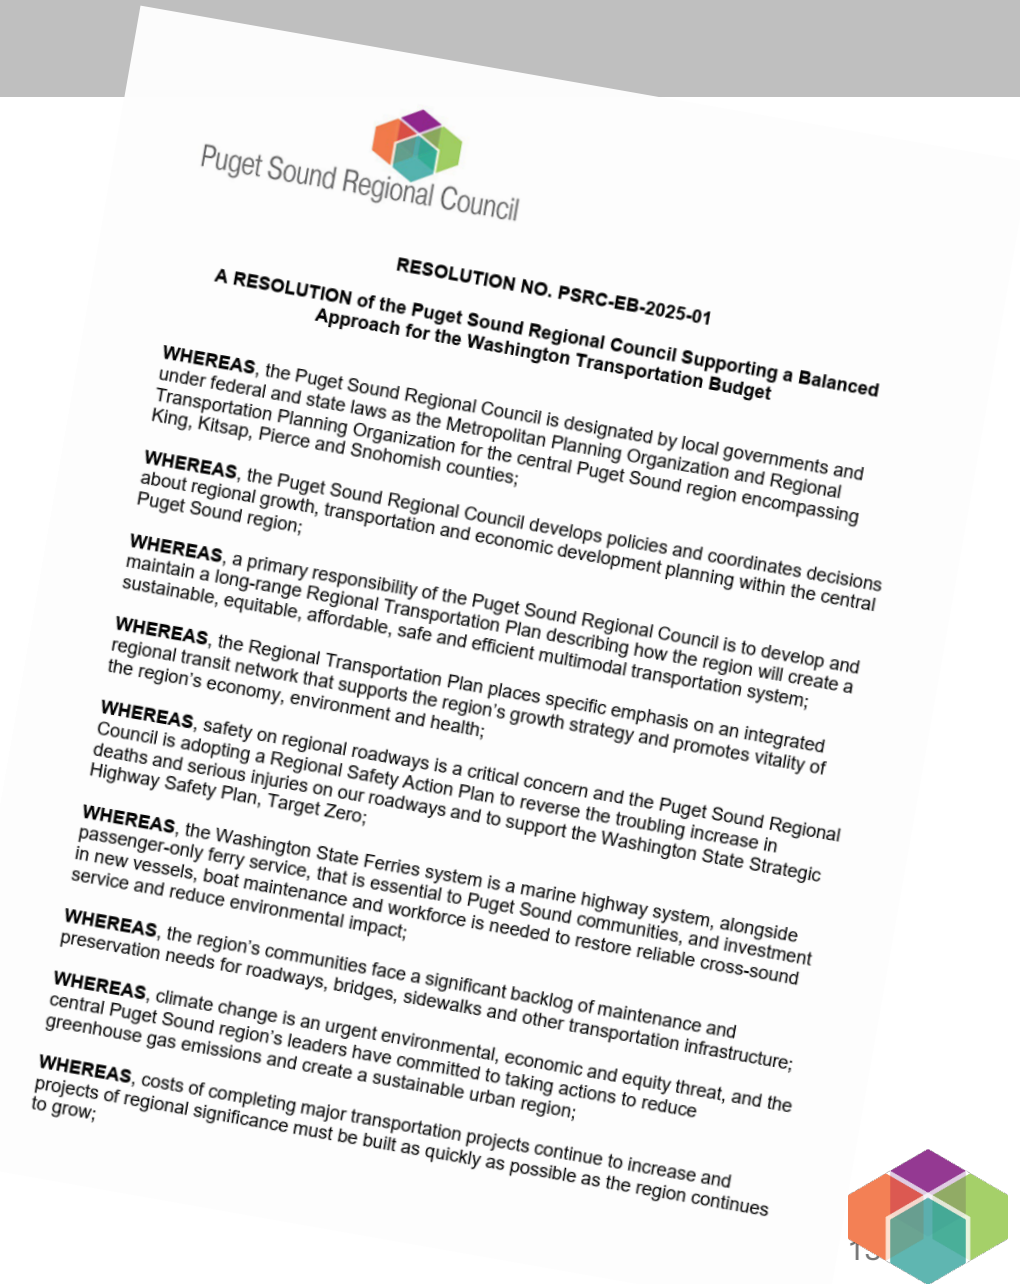 Puget Sound Regional Council
RESOLUTION NO. PSRC-EB-2025-01
A RESOLUTION of the Puget Sound Regional Council Supporting a Balanced
Approach for the Washington Transportation Budget
WHEREAS, the Puget Sound Regional Council is designated by local governments and
under federal and state laws as the Metropolitan Planning Organization and Regional
Transportation Planning Organization for the central Puget Sound region encompassing
King, Kitsap, Pierce and Snohomish counties;
WHEREAS, the Puget Sound Regional Council develops policies and coordinates decisions
about regional growth, transportation and economic development planning within the central
Puget Sound region;
WHEREAS, a primary responsibility of the Puget Sound Regional Council is to develop and
maintain a long-range Regional Transportation Plan describing how the region will create a
sustainable, equitable, affordable, safe and efficient multimodal transportation system;
WHEREAS, the Regional Transportation Plan places specific emphasis on an integrated
regional transit network that supports the region's growth strategy and promotes vitality of
the region's economy, environment and health;
WHEREAS, safety on regional roadways is a critical concern and the Puget Sound Regional
Council is adopting a Regional Safety Action Plan to reverse the troubling increase in
deaths and serious injuries on our roadways and to support the Washington State Strategic
Highway Safety Plan, Target Zero;
WHEREAS, the Washington State Ferries system is a marine highway system, alongside
passenger-only ferry service, that is essential to Puget Sound communities, and investment
in new vessels, boat maintenance and workforce is needed to restore reliable cross-sound
service and reduce environmental impact;
WHEREAS, the region's communities face a significant backlog of maintenance and
preservation needs for roadways, bridges, sidewalks and other transportation infrastructure;
WHEREAS, climate change is an urgent environmental, economic and equity threat, and the
central Puget Sound region's leaders have committed to taking actions to reduce
greenhouse gas emissions and create a sustainable urban region;
WHEREAS, costs of completing major transportation projects continue to increase and
projects of regional significance must be built as quickly as possible as the region continues
to grow;